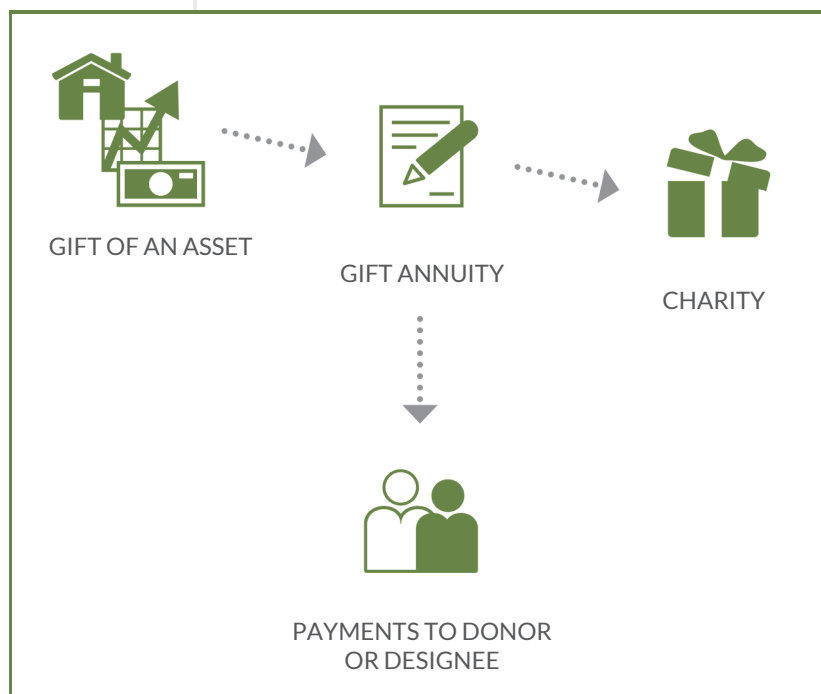 GIFT OF AN ASSET
GIFT ANNUITY
CHARITY
PAYMENTS TO DONOR
OR DESIGNEE